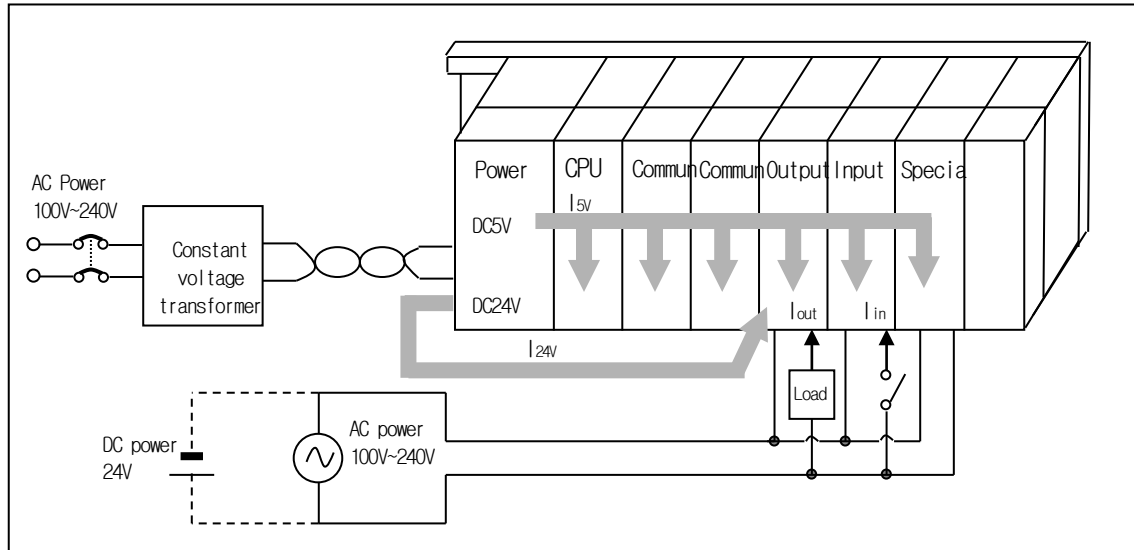 AC Power
100V~240V
Constant
voltage
transformer
Power
CPU
Commun
Commun
Output
Input
Specia
DC5V
I5V
DC24V
I24V
Iout
Iin
Load
DC power
24V
AC power
100V~240V